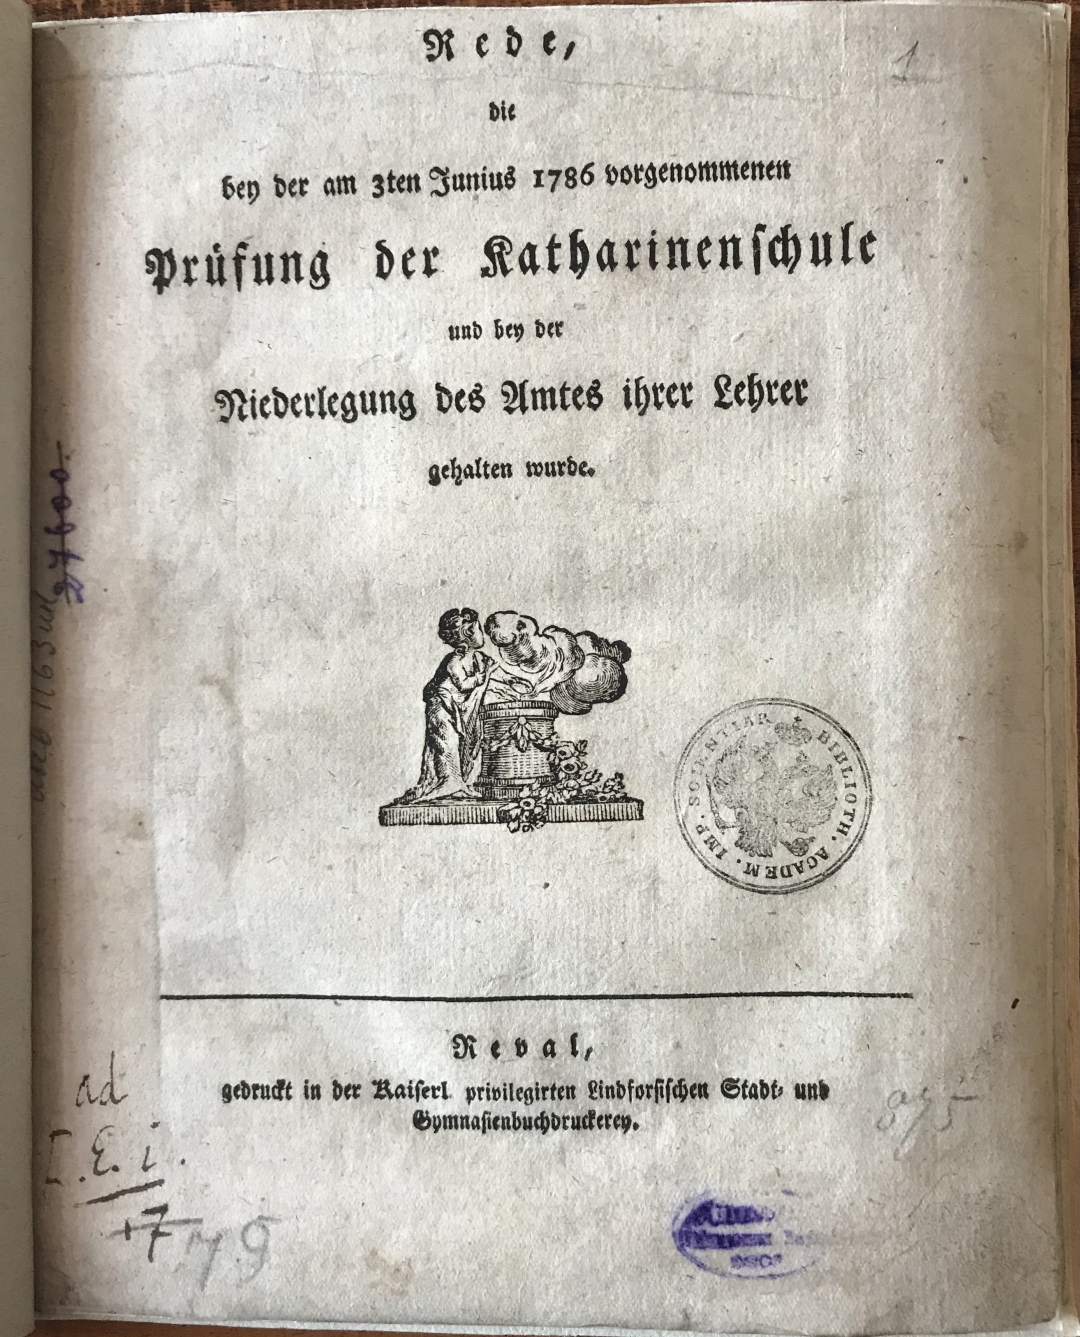 Rede,
1
die
bey der am 3ten Junius 1786 vorgenommenen
Prüfung der Katharinenſchule
und bey der
Niederlegung des Amtes ihrer Lehrer
gehalten wurde.
27600.
BIBLIOTH. ACADEM. IMP. SCIENTIAR
Reval,
gedruckt in der Kaiſerl. privilegirten Lindforſiſchen Stadt- und
Gymnaſienbuchdruckerey.
ad
I.E.i.